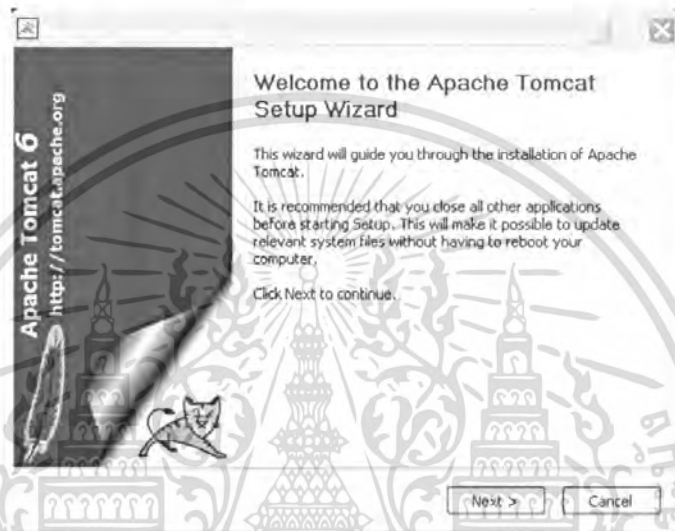 Apache Tomcat 6
http://tomcat.apache.org
Welcome to the Apache Tomcat
Setup Wizard
This wizard will guide you through the installation of Apache
Tomcat.
It is recommended that you close all other applications
before starting Setup. This will make it possible to update
relevant system files without having to reboot your
computer.
Click Next to continue.
Next >
Cancel